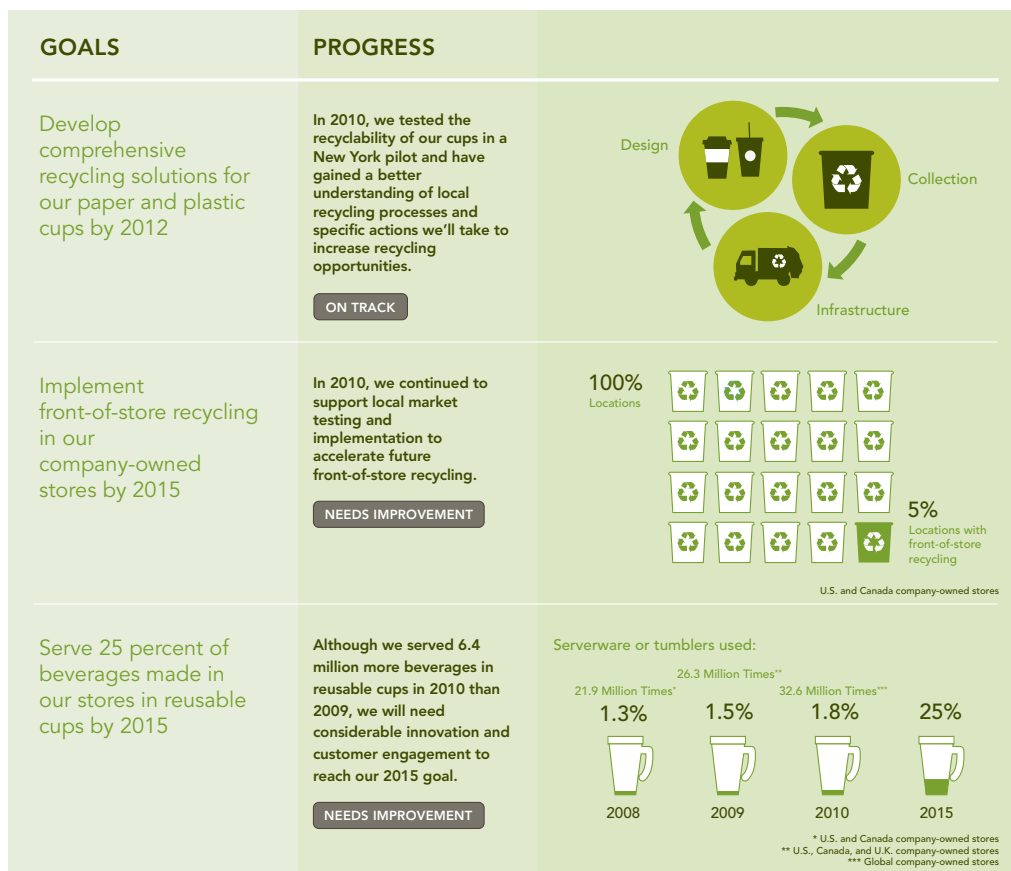 GOALS
PROGRESS
Develop
comprehensive
recycling solutions for
our paper and plastic
cups by 2012
In 2010, we tested the
recyclability of our cups in a
New York pilot and have
gained a better
understanding of local
recycling processes and
specific actions we’ll take to
increase recycling
opportunities.
ON TRACK
Design
Collection
Infrastructure
Implement
front-of-store recycling
in our
company-owned
stores by 2015
In 2010, we continued to
support local market
testing and
implementation to
accelerate future
front-of-store recycling.
NEEDS IMPROVEMENT
100%
Locations
5%
Locations with
front-of-store
recycling
U.S. and Canada company-owned stores
Serve 25 percent of
beverages made in
our stores in reusable
cups by 2015
Although we served 6.4
million more beverages in
reusable cups in 2010 than
2009, we will need
considerable innovation and
customer engagement to
reach our 2015 goal.
NEEDS IMPROVEMENT
Serverware or tumblers used:
21.9 Million Times*
1.3%
2008
26.3 Million Times**
1.5%
2009
32.6 Million Times***
1.8%
2010
25%
2015
* U.S. and Canada company-owned stores
** U.S., Canada, and U.K. company-owned stores
*** Global company-owned stores